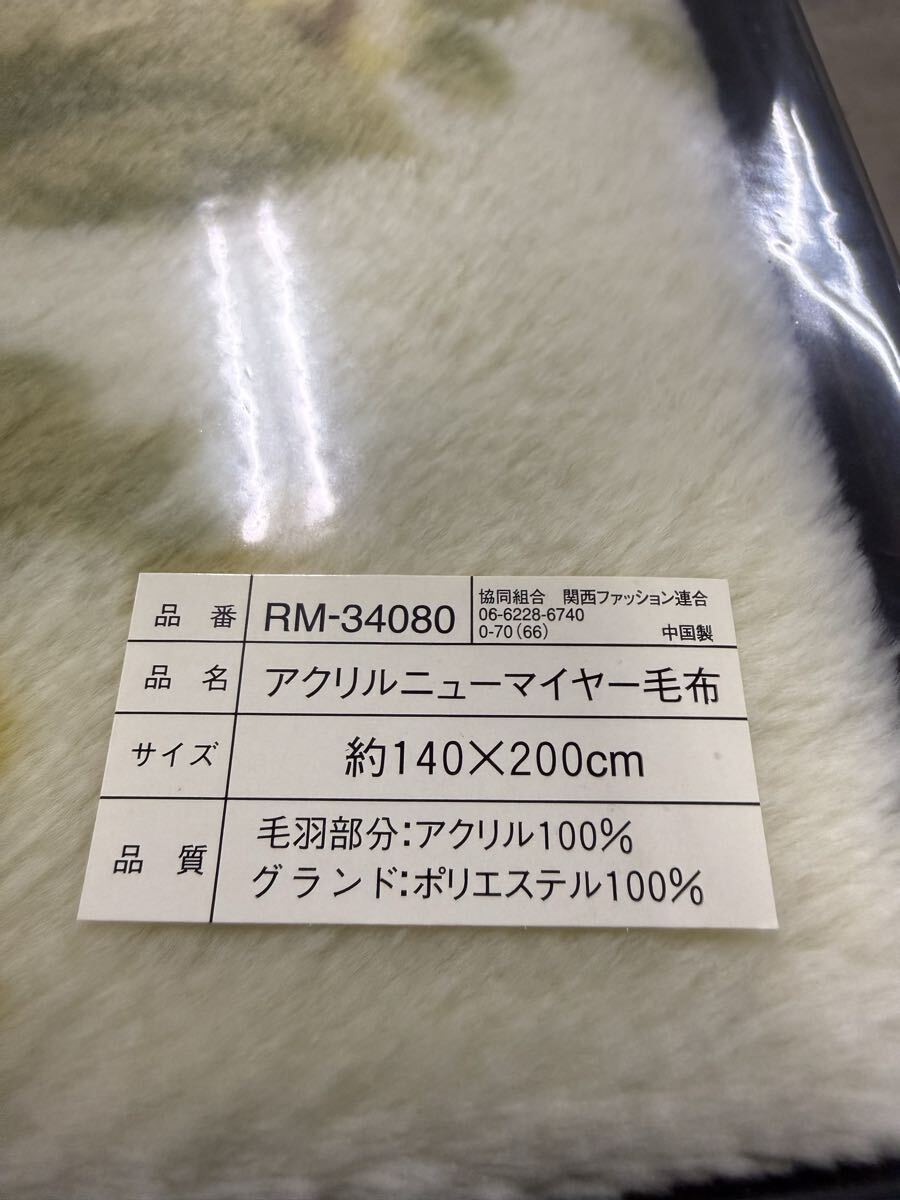 品 番 RM-34080
協同組合 関西ファッション連合
06-6228-6740
0-70(66) 中国製
品 名 アクリルニューマイヤー毛布
サイズ 約140×200cm
品 質 毛羽部分:アクリル100%
グランド:ポリエステル100%